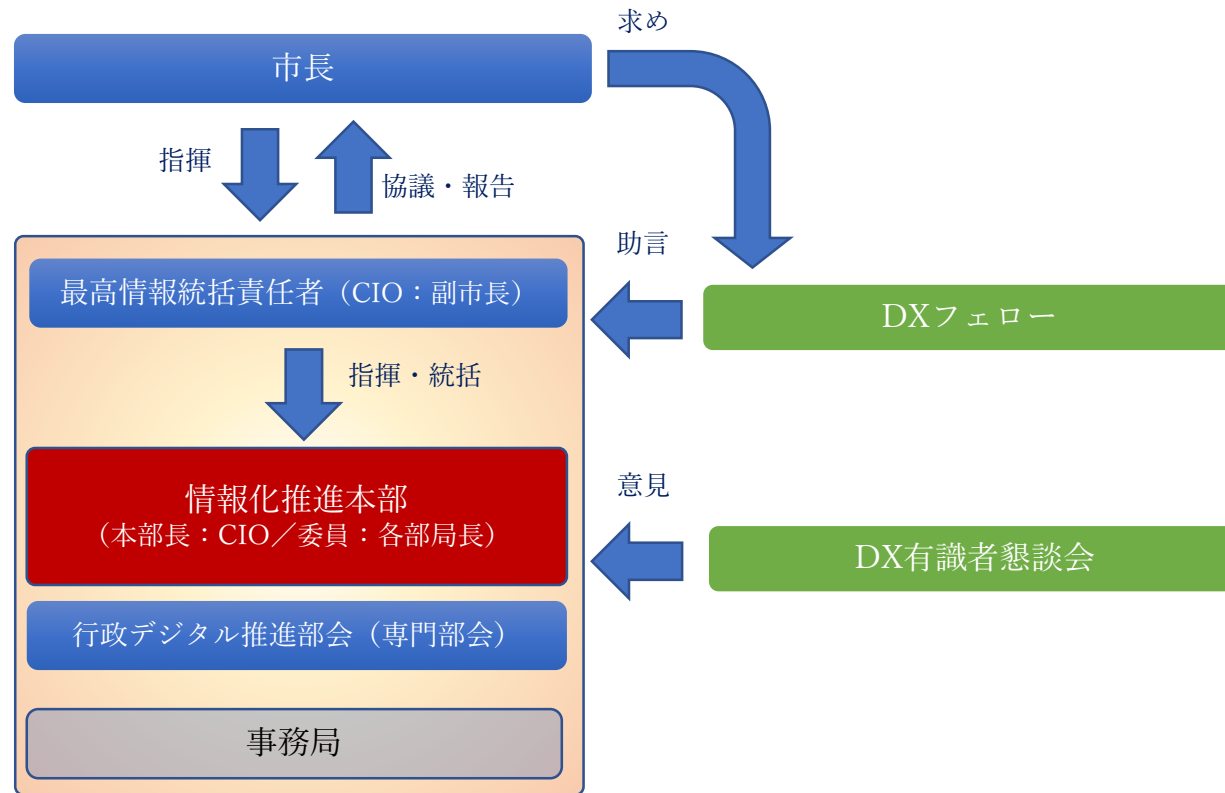 求め
市長
指揮
協議・報告
助言
最高情報統括責任者（CIO：副市長）
DXフェロー
指揮・統括
情報化推進本部
（本部長：CIO／委員：各部局長）
意見
DX有識者懇談会
行政デジタル推進部会（専門部会）
事務局